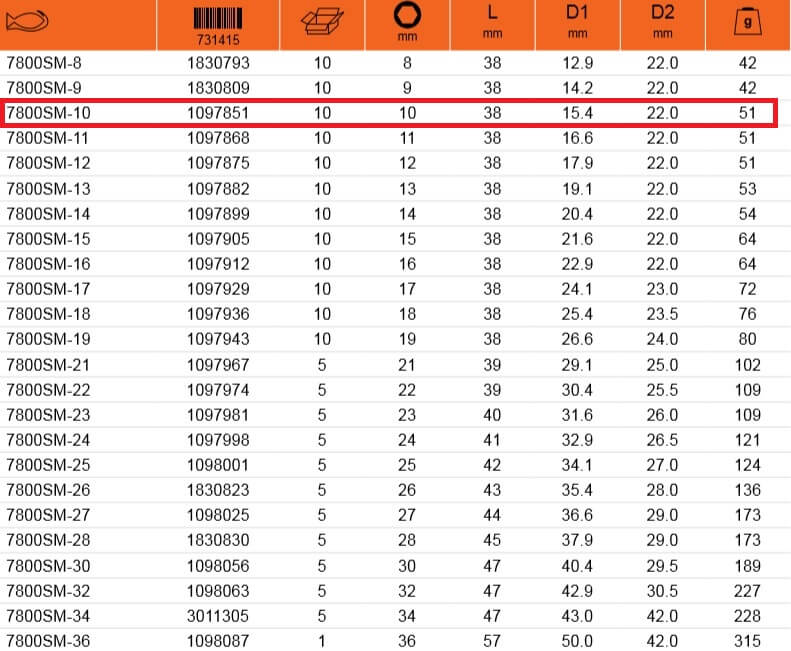 731415 mm L mm D1 mm D2 mm g
7800SM-8 1830793 10 8 38 12.9 22.0 42
7800SM-9 1830809 10 9 38 14.2 22.0 42
7800SM-10 1097851 10 10 38 15.4 22.0 51
7800SM-11 1097868 10 11 38 16.6 22.0 51
7800SM-12 1097875 10 12 38 17.9 22.0 51
7800SM-13 1097882 10 13 38 19.1 22.0 53
7800SM-14 1097899 10 14 38 20.4 22.0 54
7800SM-15 1097905 10 15 38 21.6 22.0 64
7800SM-16 1097912 10 16 38 22.9 22.0 64
7800SM-17 1097929 10 17 38 24.1 23.0 72
7800SM-18 1097936 10 18 38 25.4 23.5 76
7800SM-19 1097943 10 19 38 26.6 24.0 80
7800SM-21 1097967 5 21 39 29.1 25.0 102
7800SM-22 1097974 5 22 39 30.4 25.5 109
7800SM-23 1097981 5 23 40 31.6 26.0 109
7800SM-24 1097998 5 24 41 32.9 26.5 121
7800SM-25 1098001 5 25 42 34.1 27.0 124
7800SM-26 1830823 5 26 43 35.4 28.0 136
7800SM-27 1098025 5 27 44 36.6 29.0 173
7800SM-28 1830830 5 28 45 37.9 29.0 173
7800SM-30 1098056 5 30 47 40.4 29.5 189
7800SM-32 1098063 5 32 47 42.9 30.5 227
7800SM-34 3011305 5 34 47 43.0 42.0 228
7800SM-36 1098087 1 36 57 50.0 42.0 315